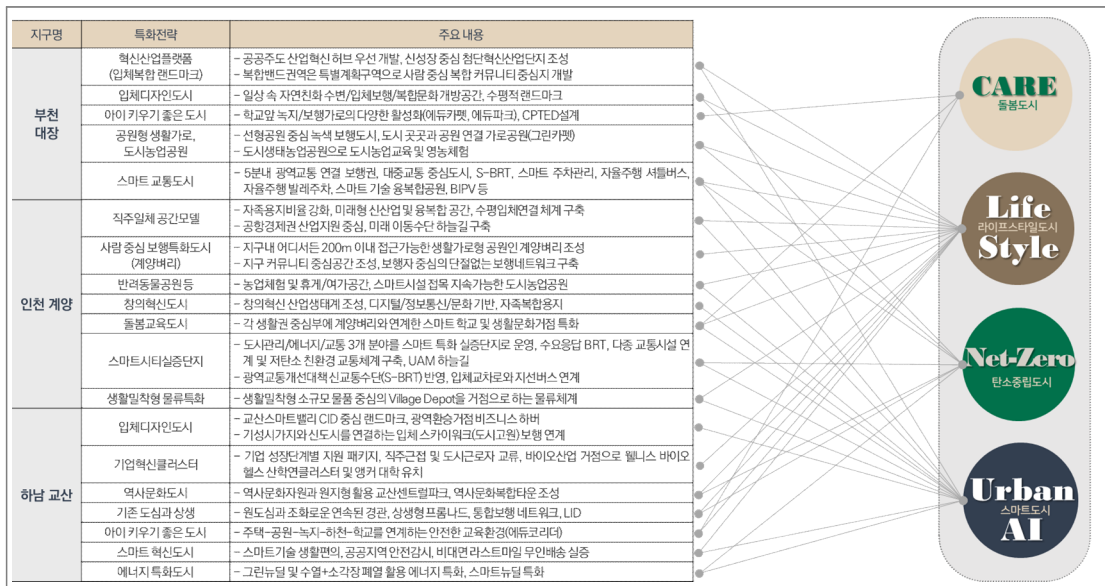 지구명 특화전략 주요 내용
부천
대장
혁신산업플랫폼
(입체복합 랜드마크)
- 공공주도 산업혁신 허브 우선 개발, 신성장 중심 첨단혁신산업단지 조성
- 복합밴드권역은 특별계획구역으로 사람 중심 복합 커뮤니티 중심지 개발
입체디자인도시
- 일상 속 자연친화 수변/입체보행/복합문화 개방공간, 수평적 랜드마크
아이 키우기 좋은 도시
- 학교앞 녹지/보행가로의 다양한 활성화(에듀카펫, 에듀파크), CPTED설계
공원형 생활가로,
도시농업공원
- 선형공원 중심 녹색 보행도시, 도시 곳곳과 공원 연결 가로공원(그린카펫)
- 도시생태농업공원으로 도시농업교육 및 영농체험
스마트 교통도시
- 5분내 광역교통 연결 보행권, 대중교통 중심도시, S-BRT, 스마트 주차관리, 자율주행 셔틀버스,
자율주행 발레주차, 스마트 기술 융복합공원, BIPV 등
인천 계양
직주일체 공간모델
- 자족용지비율 강화, 미래형 신산업 및 융복합 공간, 수평입체연결 체계 구축
- 공항경제권 산업지원 중심, 미래 이동수단 하늘길 구축
사람 중심 보행특화도시
(계양벼리)
- 지구내 어디서든 200m 이내 접근가능한 생활가로형 공원인 계양벼리 조성
- 지구 커뮤니티 중심공간 조성, 보행자 중심의 단절없는 보행네트워크 구축
반려동물공원 등
- 농업체험 및 휴게/여가공간, 스마트시설 접목 지속가능한 도시농업공원
창의혁신도시
- 창의혁신 산업생태계 조성, 디지털/정보통신/문화 기반, 자족복합용지
돌봄교육도시
- 각 생활권 중심부에 계양벼리와 연계한 스마트 학교 및 생활문화거점 특화
스마트시티실증단지
- 도시관리/에너지/교통 3개 분야를 스마트 특화 실증단지로 운영, 수요응답 BRT, 다중 교통시설 연
계 및 저탄소 친환경 교통체계 구축, UAM 하늘길
- 광역교통개선대책 신교통수단(S-BRT) 반영, 입체교차로와 지선버스 연계
생활밀착형 물류특화
- 생활밀착형 소규모 물품 중심의 Village Depot을 거점으로 하는 물류체계
하남 교산
입체디자인도시
- 교산스마트밸리 CID 중심 랜드마크, 광역환승거점 비즈니스 하버
- 기성시가지와 신도시를 연결하는 입체 스카이워크(도시고원) 보행 연계
기업혁신클러스터
- 기업 성장단계별 지원 패키지, 직주근접 및 도시근로자 교류, 바이오산업 거점으로 웰니스 바이오
헬스 산학연클러스터 및 앵커 대학 유치
역사문화도시
- 역사문화자원과 원지형 활용 교산센트럴파크, 역사문화복합타운 조성
기존 도심과 상생
- 원도심과 조화로운 연속된 경관, 상생형 프롬나드, 통합보행 네트워크, LID
아이 키우기 좋은 도시
- 주택-공원-녹지-하천-학교를 연계하는 안전한 교육환경(에듀코리더)
스마트 혁신도시
- 스마트기술 생활편의, 공공지역 안전감시, 비대면 라스트마일 무인배송 실증
에너지 특화도시
- 그린뉴딜 및 수열+소각장 폐열 활용 에너지 특화, 스마트뉴딜 특화
CARE
돌봄도시
Life
라이프스타일도시
Style
Net-Zero
탄소중립도시
Urban
스마트도시
AI